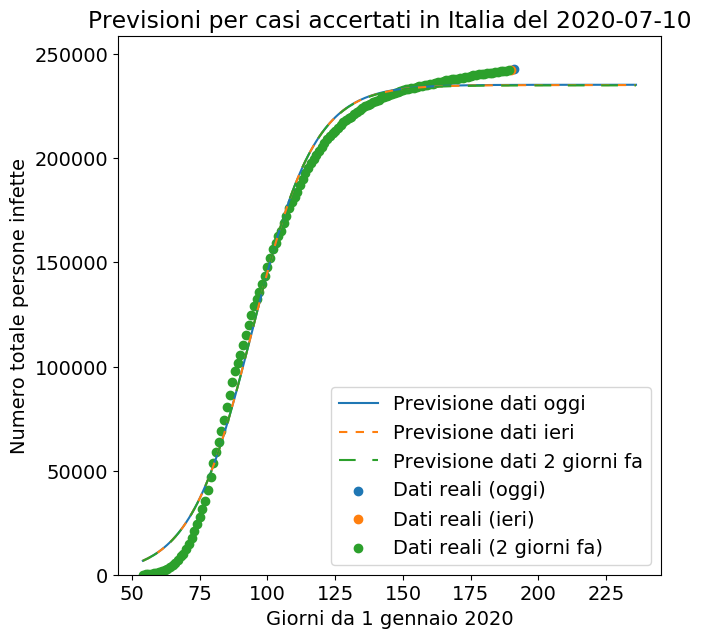 Previsioni per casi accertati in Italia del 2020-07-10
250000
200000
150000
100000
50000
0
Numero totale persone infette
50
75
100
125
150
175
200
225
Giorni da 1 gennaio 2020
Previsione dati oggi
Previsione dati ieri
Previsione dati 2 giorni fa
Dati reali (oggi)
Dati reali (ieri)
Dati reali (2 giorni fa)